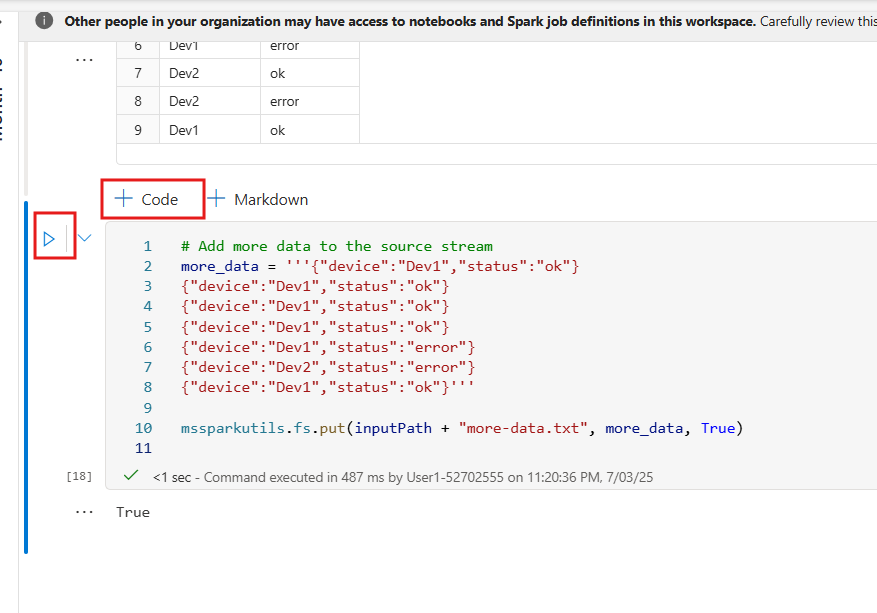 Other people in your organization may have access to notebooks and Spark job definitions in this workspace. Carefully review this
6 Dev1 error
7 Dev2 ok
8 Dev2 error
9 Dev1 ok
+ Code + Markdown
1 # Add more data to the source stream
2 more_data = '''{"device":"Dev1","status":"ok"}
3 {"device":"Dev1","status":"ok"}
4 {"device":"Dev1","status":"ok"}
5 {"device":"Dev1","status":"ok"}
6 {"device":"Dev1","status":"error"}
7 {"device":"Dev2","status":"error"}
8 {"device":"Dev1","status":"ok"}'''
9
10 mssparkutils.fs.put(inputPath + "more-data.txt", more_data, True)
11
[18] <1 sec - Command executed in 487 ms by User1-52702555 on 11:20:36 PM, 7/03/25
... True